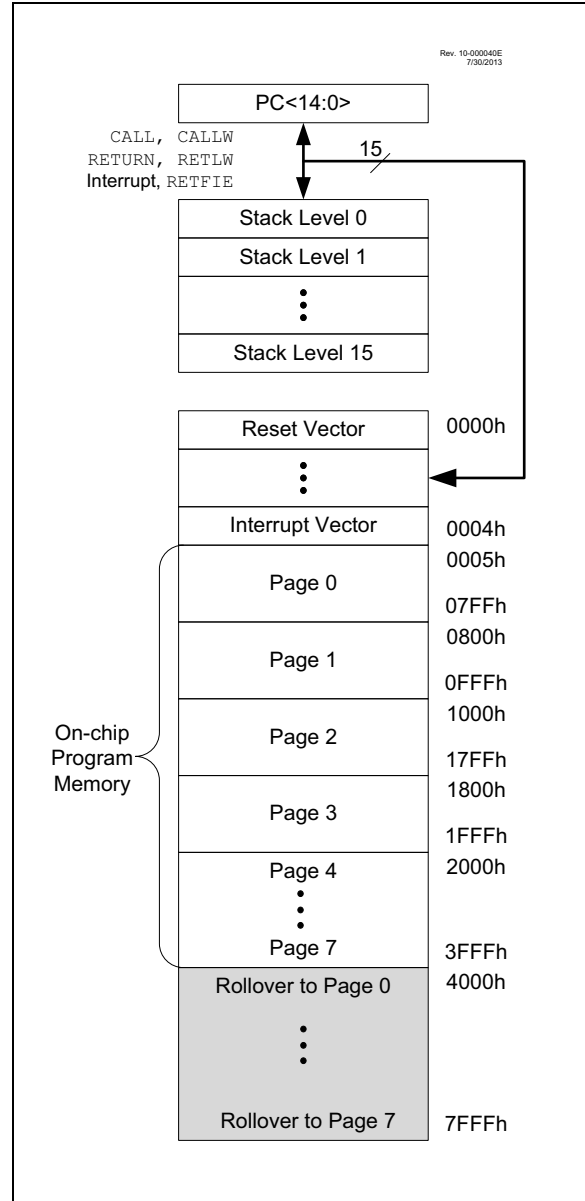 Rev. 10-000040E
7/30/2013
PC<14:0>
CALL, CALLW
RETURN, RETLW
Interrupt, RETFIE
15
Stack Level 0
Stack Level 1
Stack Level 15
Reset Vector
0000h
Interrupt Vector
0004h
0005h
Page 0
07FFh
0800h
Page 1
0FFFh
1000h
On-chip
Program
Memory
Page 2
17FFh
1800h
Page 3
1FFFh
Page 4
2000h
Page 7
3FFFh
Rollover to Page 0
4000h
Rollover to Page 7
7FFFh